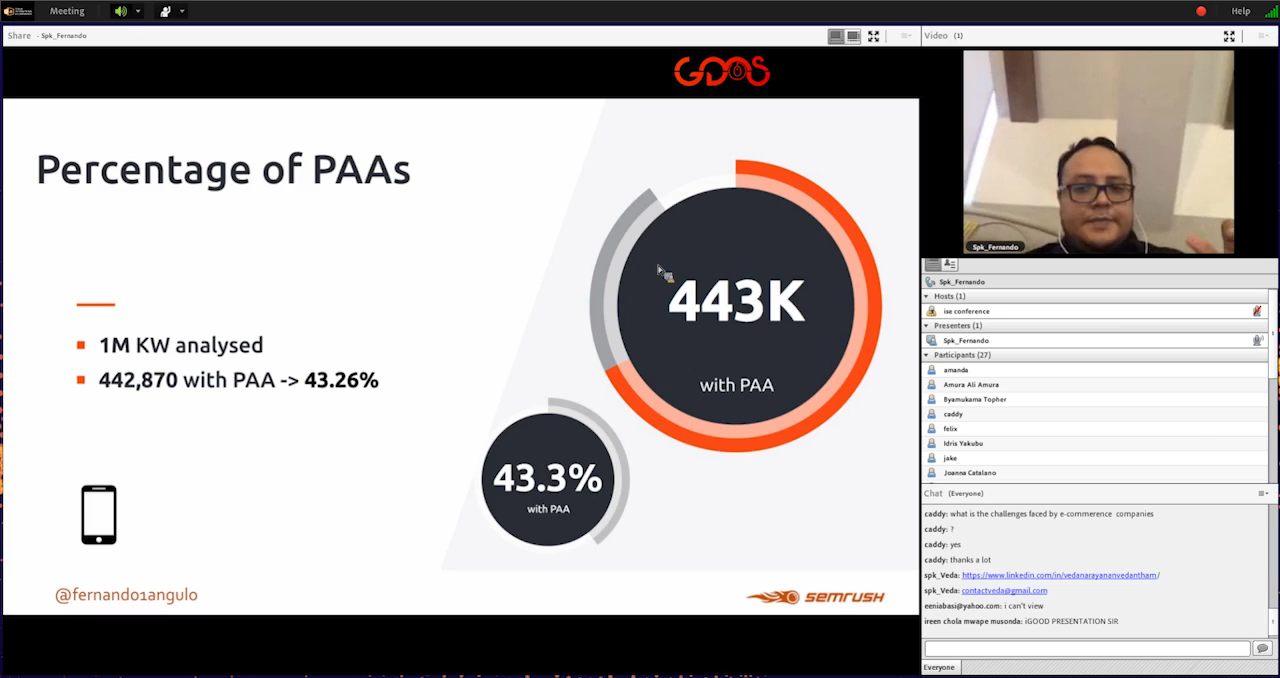 Meeting
Help
Share - Spk_Fernando
Video (1)
GDOS
Percentage of PAAs
1M KW analysed
442,870 with PAA -> 43.26%
443K
with PAA
43.3%
with PAA
@fernando1angulo
semrush
Spk_Fernando
Spk_Fernando
Hosts (1)
ise conference
Presenters (1)
Spk_Fernando
Participants (27)
amanda
Amura Ali Amura
Byamukama Topher
caddy
felix
Idris Yakubu
jake
Joanna Catalano
Chat (Everyone)
caddy: what is the challenges faced by e-commerence companies
caddy: ?
caddy: yes
caddy: thanks a lot
spk_Veda: https://www.linkedin.com/in/vedanarayananvedantham/
spk_Veda: contactveda@gmail.com
eeniabasi@yahoo.com: i can't view
ireen chola mwape musonda: iGOOD PRESENTATION SIR
Everyone